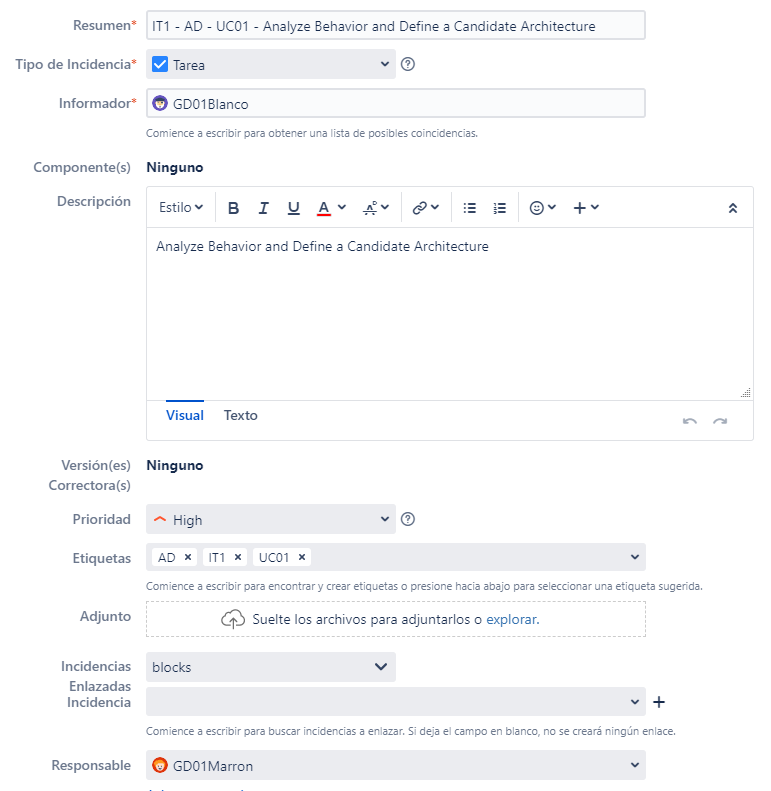 Resumen* IT1 - AD - UC01 - Analyze Behavior and Define a Candidate Architecture
Tipo de Incidencia* Tarea
Informador* GD01Blanco
Comience a escribir para obtener una lista de posibles coincidencias.
Componente(s) Ninguno
Descripción
Estilo B I U A
Analyze Behavior and Define a Candidate Architecture
Visual Texto
Versión(es) Ninguno
Correctora(s)
Prioridad High
Etiquetas AD × IT1 × UC01 ×
Comience a escribir para encontrar y crear etiquetas o presione hacia abajo para seleccionar una etiqueta sugerida.
Adjunto Suelte los archivos para adjuntarlos o explorar.
Incidencias blocks
Enlazadas
Incidencia
Comience a escribir para buscar incidencias a enlazar. Si deja el campo en blanco, no se creará ningún enlace.
Responsable GD01Marron